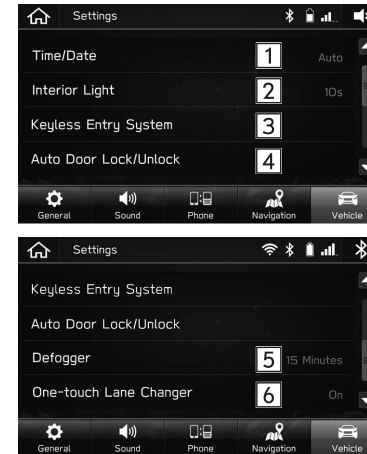 Settings
Time/Date 1 Auto
Interior Light 2 10s
Keyless Entry System 3
Auto Door Lock/Unlock 4
General Sound Phone Navigation Vehicle
Settings
Keyless Entry System
Auto Door Lock/Unlock
Defogger 5 15 Minutes
One-touch Lane Changer 6 On
General Sound Phone Navigation Vehicle